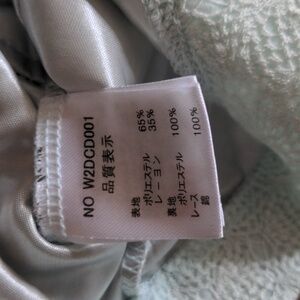 NO W2DCD001
品質表示
表地
ポリエステル 65%
レーヨン 35%
裏地
ポリエステル 100%
レース
綿 100%